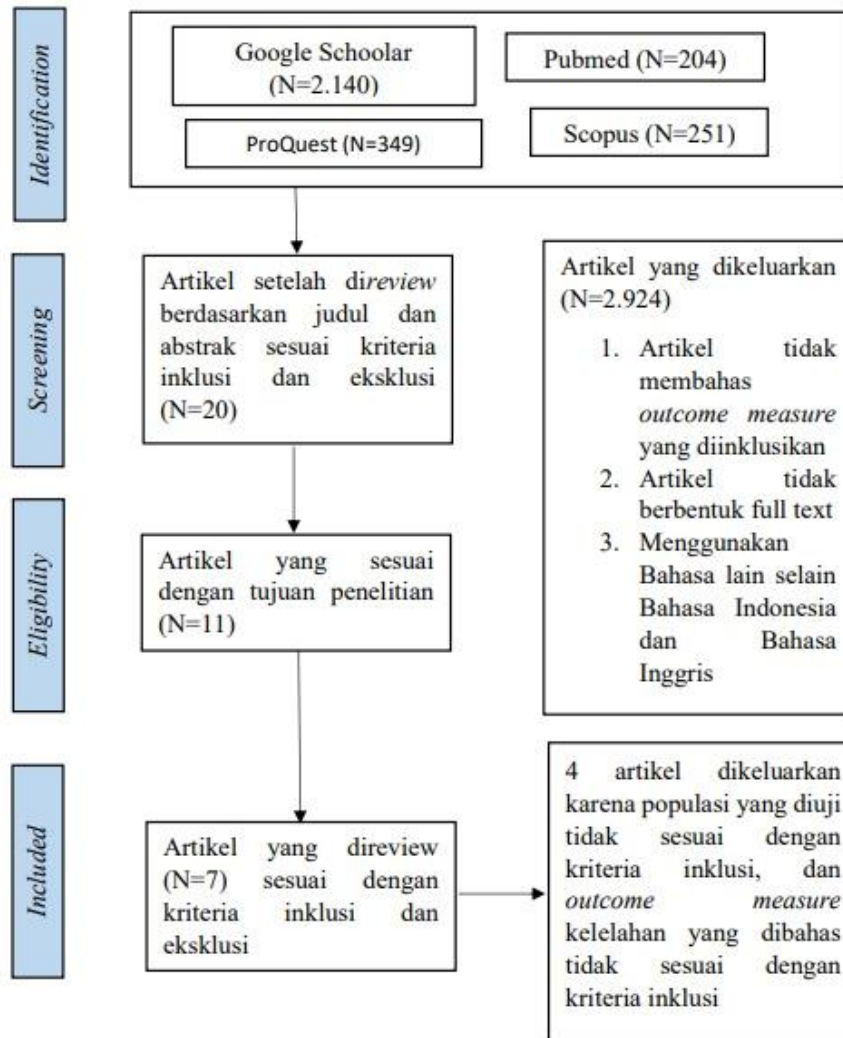 Identification
Google Schoolar
(N=2.140)
Pubmed (N=204)
ProQuest (N=349)
Scopus (N=251)
Screening
Artikel setelah direview
berdasarkan judul dan
abstrak sesuai kriteria
inklusi dan eksklusi
(N=20)
Artikel yang dikeluarkan
(N=2.924)
1. Artikel tidak
membahas
outcome measure
yang diinklusikan
2. Artikel tidak
berbentuk full text
3. Menggunakan
Bahasa lain selain
Bahasa Indonesia
dan Bahasa
Inggris
Eligibility
Artikel yang sesuai
dengan tujuan penelitian
(N=11)
Included
Artikel yang direview
(N=7) sesuai dengan
kriteria inklusi dan
eksklusi
4 artikel dikeluarkan
karena populasi yang diuji
tidak sesuai dengan
kriteria inklusi, dan
outcome measure
kelelahan yang dibahas
tidak sesuai dengan
kriteria inklusi